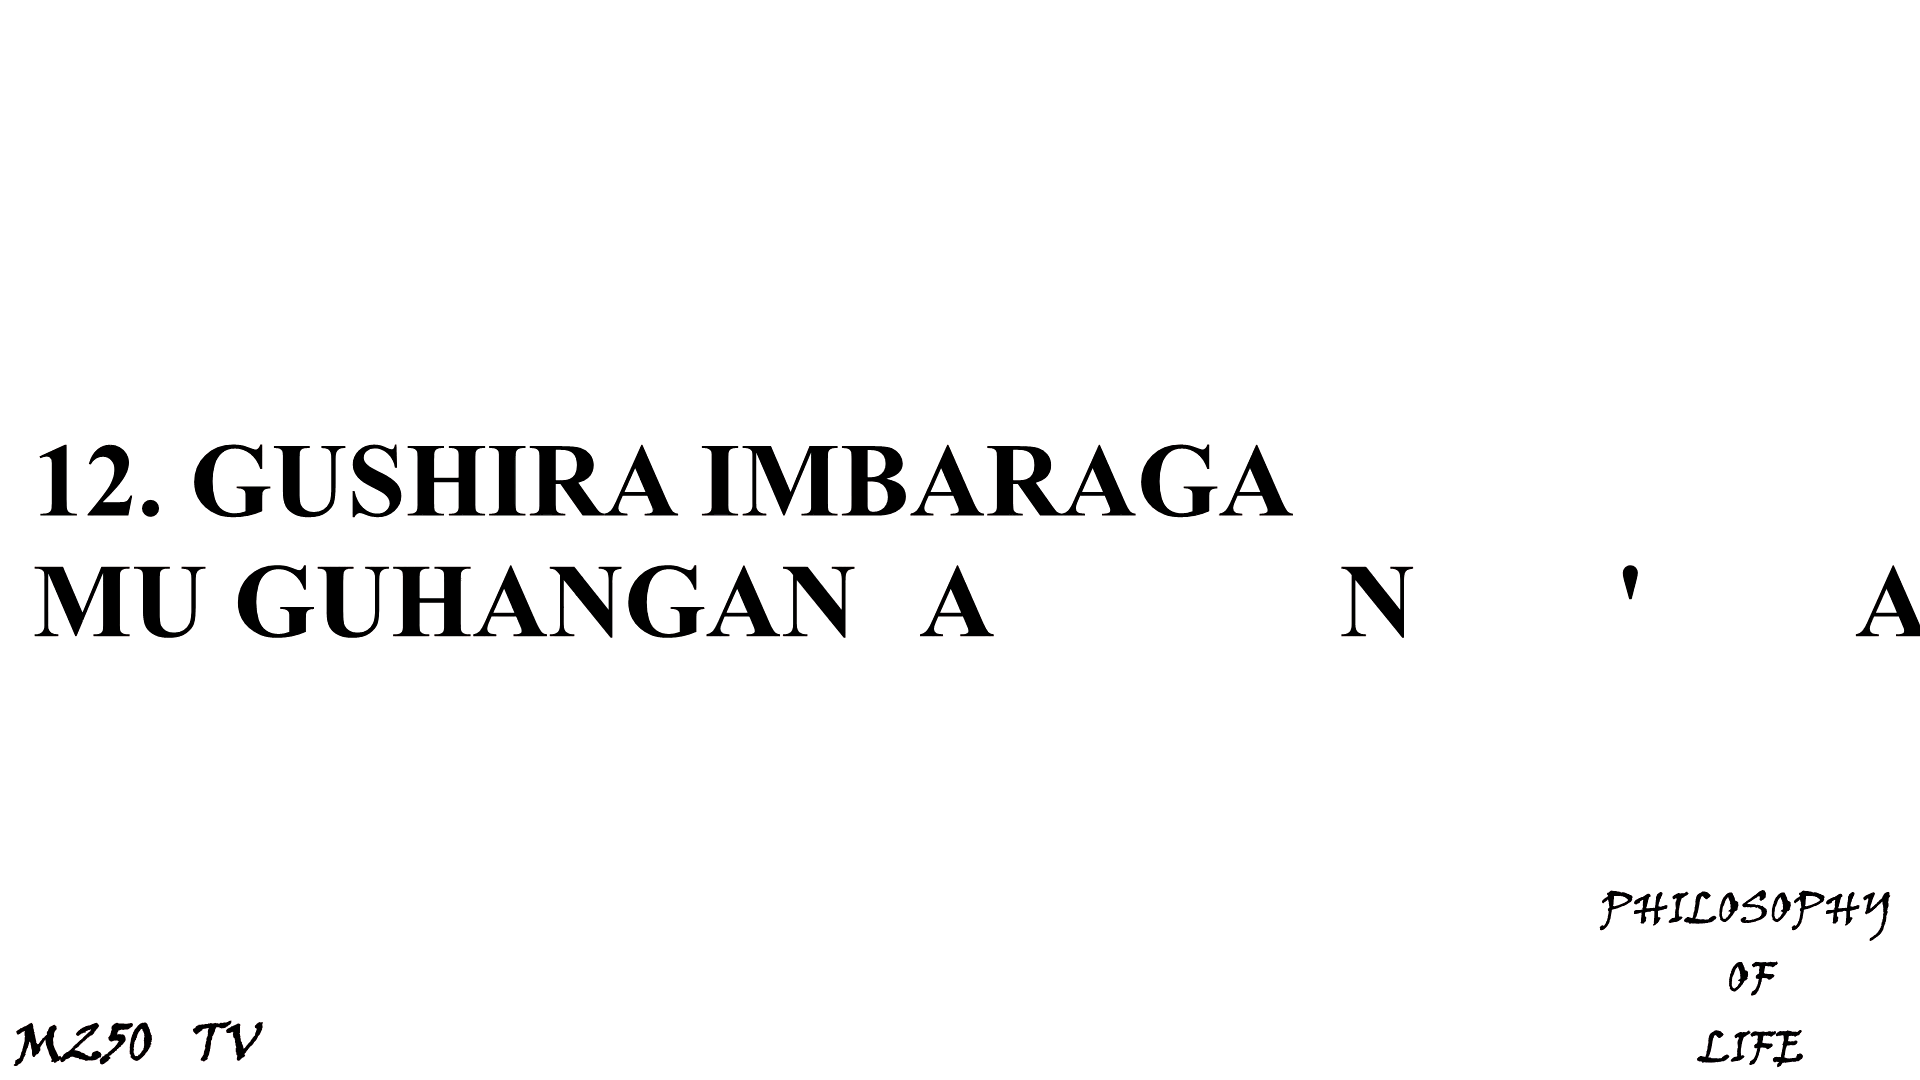 12. GUSHIRA IMBARAGA
MU GUHANGAN A N ' A
PHILOSOPHY
OF
LIFE
MZ50 TV